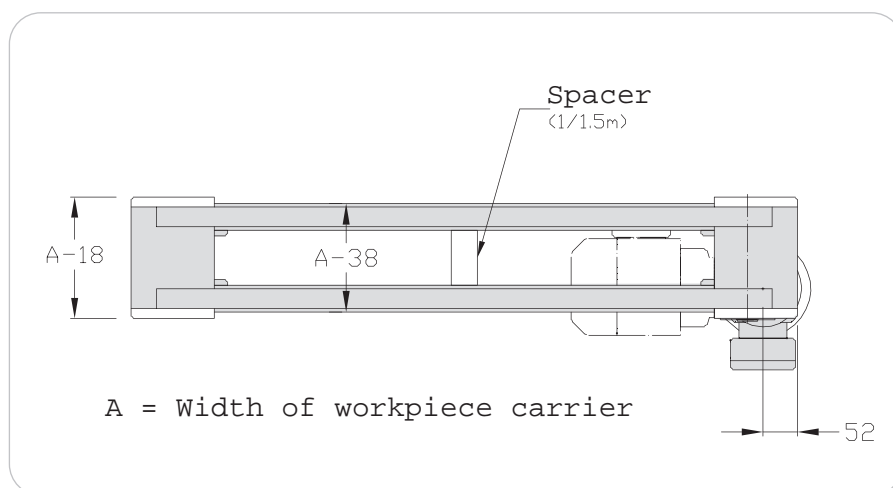 Spacer
(1/1.5m)
A-18
A-38
A = Width of workpiece carrier
52